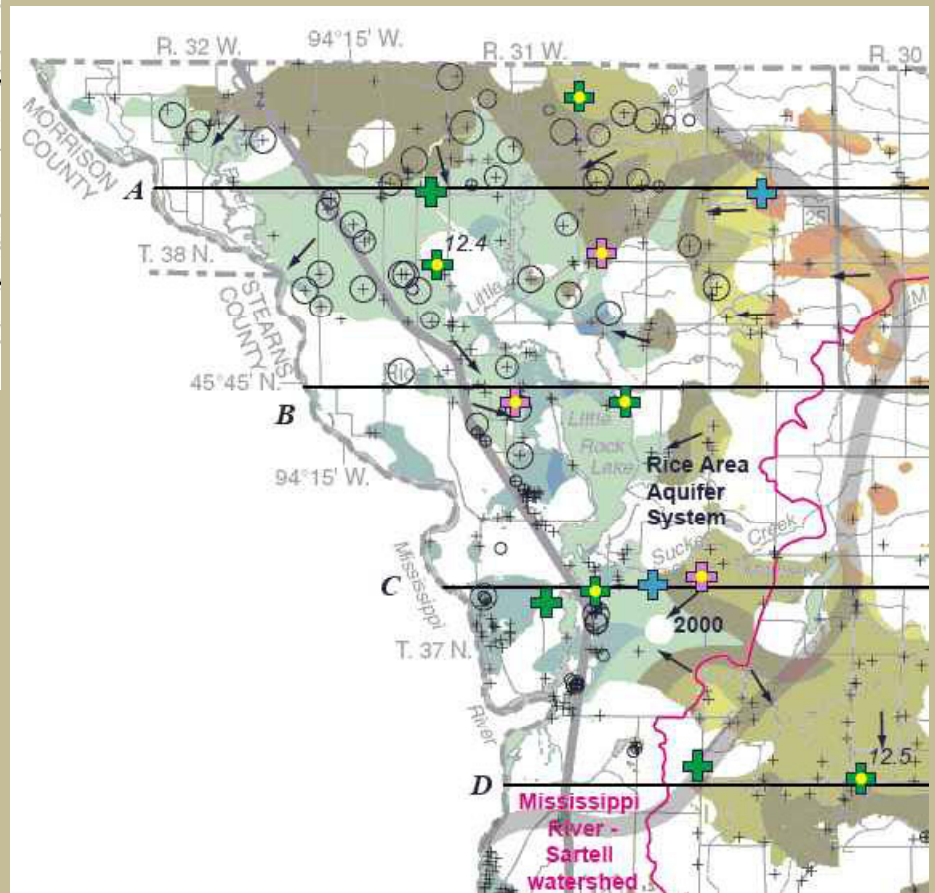 R. 32 W.
94°15' W.
R. 31 W.
R. 30
MORRISON
COUNTY
A
25
T. 38 N.
12.4
Little
STEARNS
COUNTY
45°45' N.
B
Little
Rock
Lake
94°15' W.
Rice Area
Aquifer
System
Mississippi
Sucker
Creek
C
2000
T. 37 N.
River
12.5
D
Mississippi
River -
Sartell
watershed